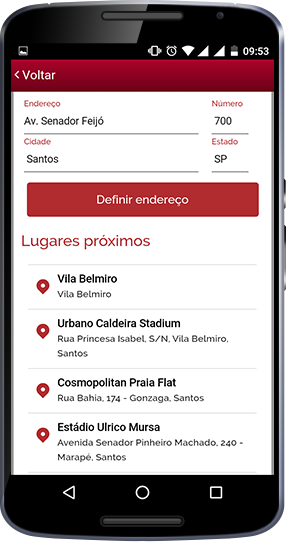 09:53
Voltar
Endereço Número
Av. Senador Feijó 700
Cidade Estado
Santos SP
Definir endereço
Lugares próximos
Vila Belmiro
Vila Belmiro
Urbano Caldeira Stadium
Rua Princesa Isabel, S/N, Vila Belmiro,
Santos
Cosmopolitan Praia Flat
Rua Bahia, 174 - Gonzaga, Santos
Estádio Ulrico Mursa
Avenida Senador Pinheiro Machado, 240 -
Marapé, Santos